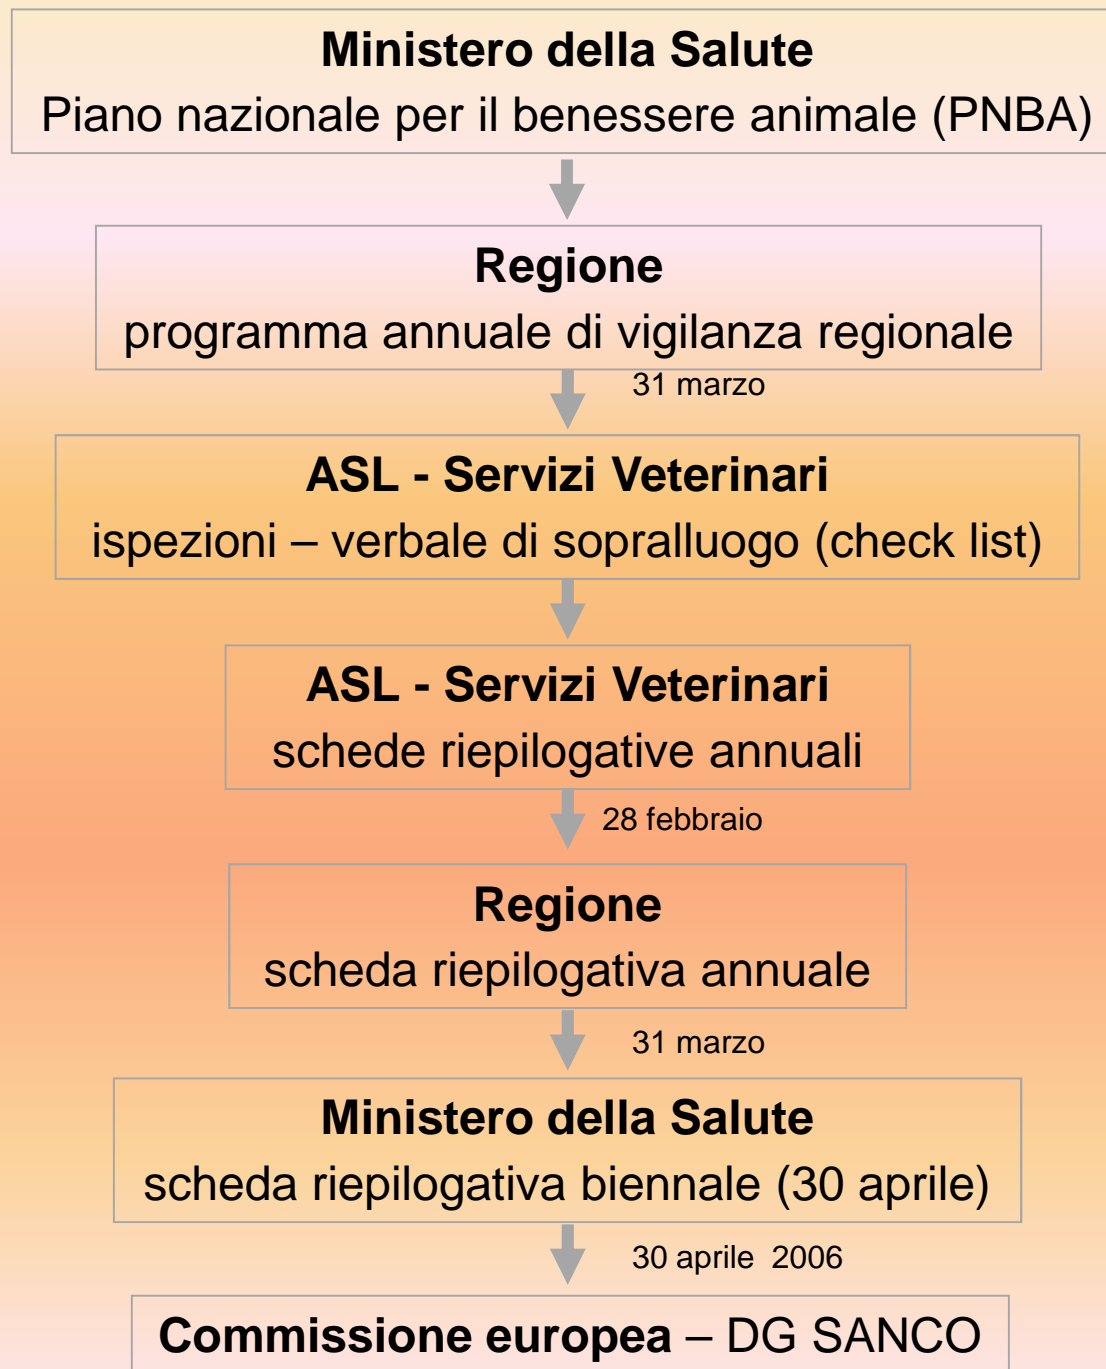 Ministero della Salute
Piano nazionale per il benessere animale (PNBA)
Regione
programma annuale di vigilanza regionale
31 marzo
ASL - Servizi Veterinari
ispezioni – verbale di sopralluogo (check list)
ASL - Servizi Veterinari
schede riepilogative annuali
28 febbraio
Regione
scheda riepilogativa annuale
31 marzo
Ministero della Salute
scheda riepilogativa biennale (30 aprile)
30 aprile  2006
Commissione europea – DG SANCO